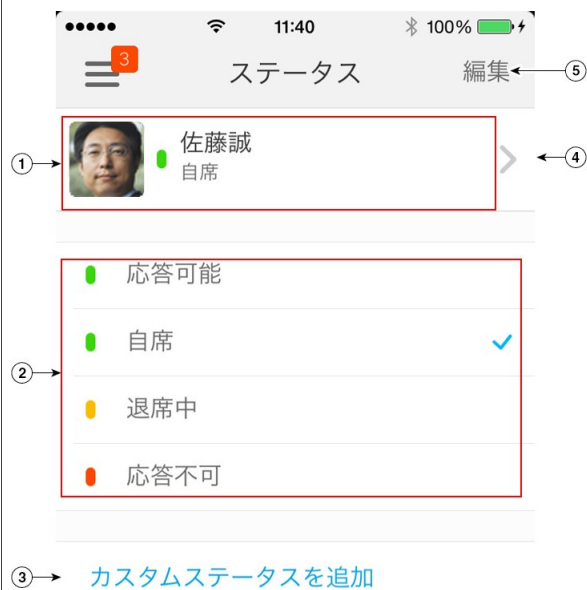 11:40
100%
3
ステータス
編集
5
佐藤誠
自席
1
4
応答可能
自席
2
退席中
応答不可
3
カスタムステータスを追加